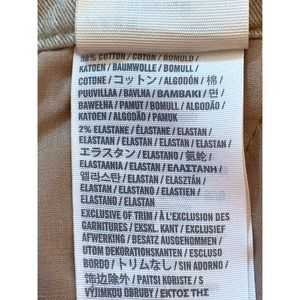 98% COTTON / COTON / BOMULD /
KATOEN / BAUMWOLLE / BOMULL /
COTONE / コットン / ALGODÓN / 棉 /
PUUVILLAA / BAVLNA / BAMBAKI / 면 /
BAWEŁNA / PAMUT / BOMULL / ALGODÃO /
KATOEN / ALGODÃO / PAMUK
2% ELASTANE / ÉLASTANE / ELASTAN /
ELASTAAN / ELASTAN / ELASTAN /
エラスタン / ELASTANO / 氨纶 /
ELASTAANIA / ELASTAN / ΕΛΑΣΤΑΝΗ /
엘라스탄 / ELASTAN / ELASZTÁN /
ELASTAN / ELASTANO / ELASTIEN /
ELASTANO / ELASTAN
EXCLUSIVE OF TRIM / À L'EXCLUSION DES
GARNITURES / EKSKL. KANT / EXCLUSIEF
AFWERKING / BESATZ AUSGENOMMEN /
UTOM DEKORATIONSKANTEN / ESCLUSO
BORDO / トリムなし / SIN ADORNO /
饰边除外 / PAITSI KORISTE / S
VÝJIMKOU OBRUBY / ΕΚΤΟΣ ΤΗΣ